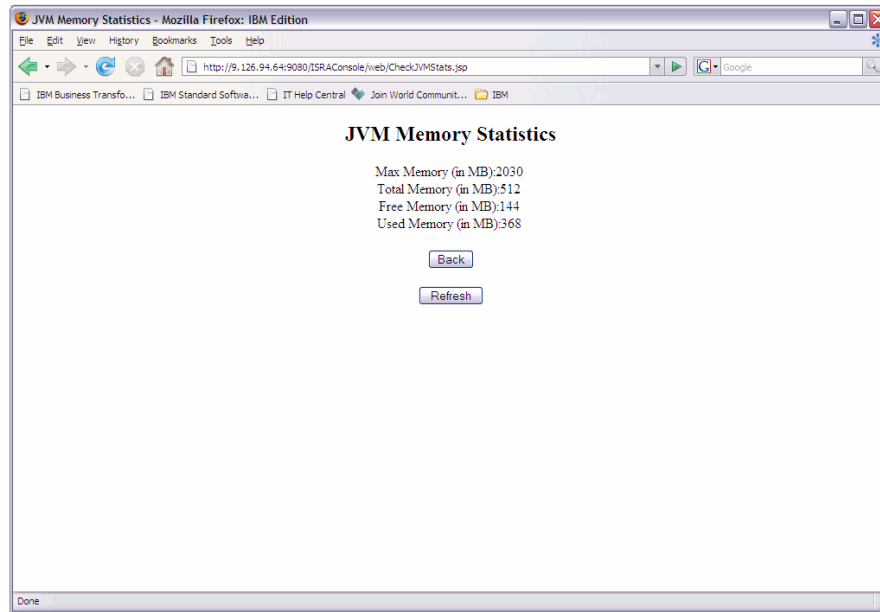 JVM Memory Statistics - Mozilla Firefox: IBM Edition
File Edit View History Bookmarks Tools Help
http://9.126.94.64:9080/ISRAConsole/web/CheckJVMStats.jsp
G Google
IBM Business Transfo... IBM Standard Softwa... IT Help Central Join World Communit... IBM
JVM Memory Statistics
Max Memory (in MB):2030
Total Memory (in MB):512
Free Memory (in MB):144
Used Memory (in MB):368
Back
Refresh
Done